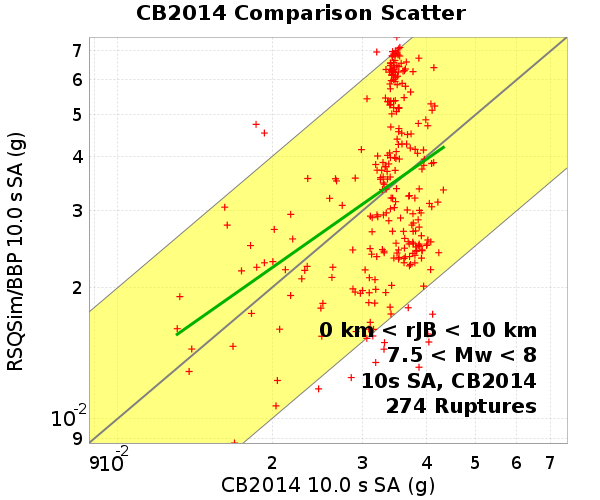 CB2014 Comparison Scatter
RSQSim/BBP 10.0 s SA (g)
7
6
5
4
3
2
10-2
9
0 km < rJB < 10 km
7.5 < Mw < 8
10s SA, CB2014
274 Ruptures
9 10-2 2 3 4 5 6 7
CB2014 10.0 s SA (g)